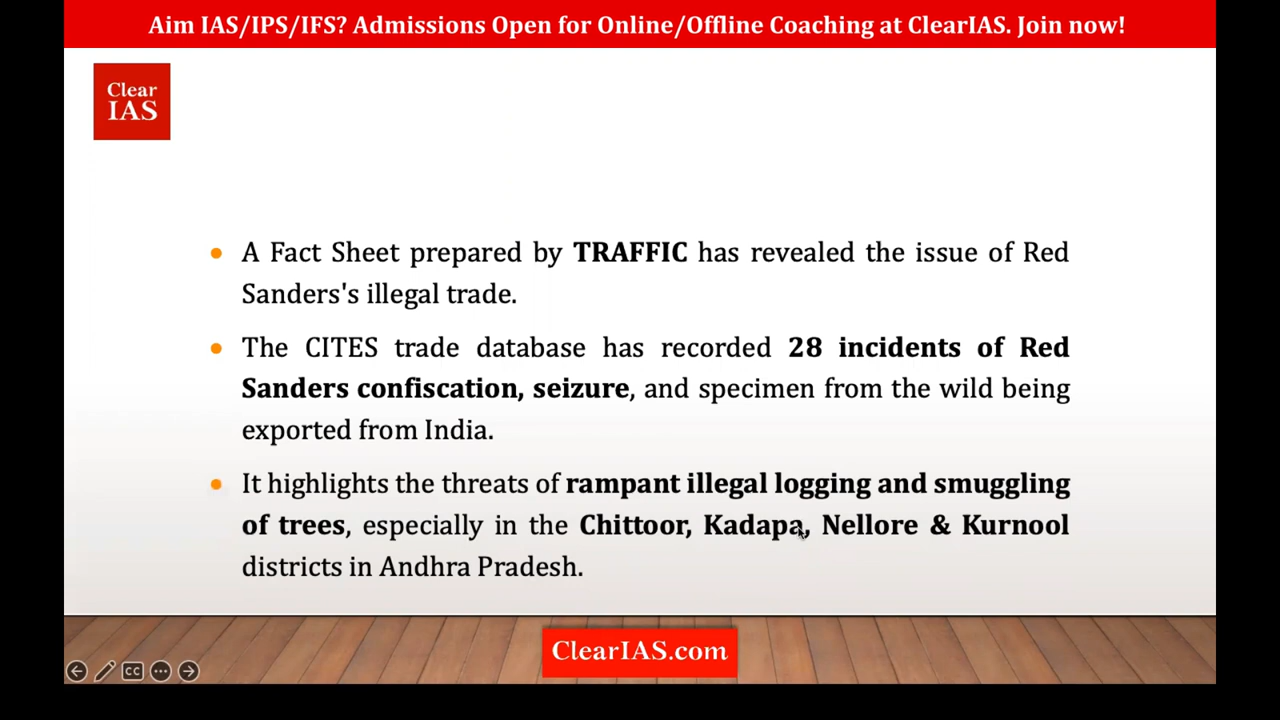 Aim IAS/IPS/IFS? Admissions Open for Online/Offline Coaching at ClearIAS. Join now!
Clear
IAS
• A Fact Sheet prepared by TRAFFIC has revealed the issue of Red
Sanders's illegal trade.
• The CITES trade database has recorded 28 incidents of Red
Sanders confiscation, seizure, and specimen from the wild being
exported from India.
• It highlights the threats of rampant illegal logging and smuggling
of trees, especially in the Chittoor, Kadapa, Nellore & Kurnool
districts in Andhra Pradesh.
ClearIAS.com
CC